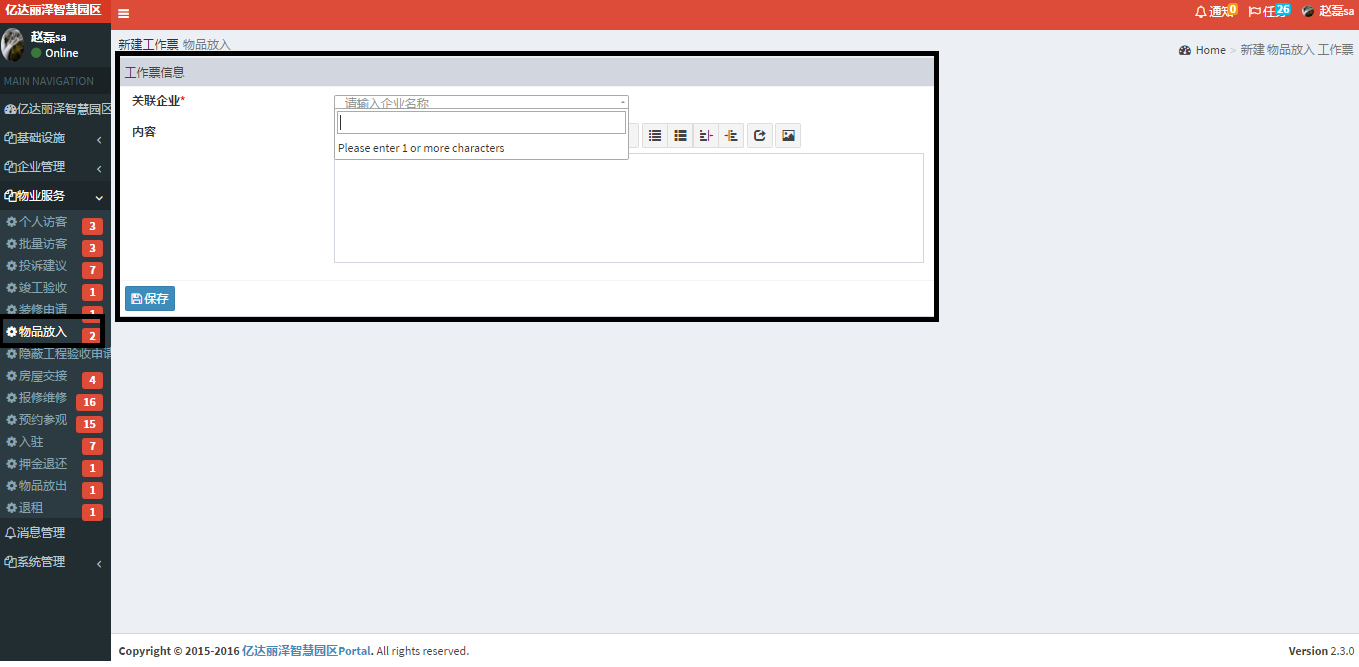 亿达丽泽智慧园区
通知 0 任务 26 赵磊sa
赵磊sa
Online
MAIN NAVIGATION
亿达丽泽智慧园区
基础设施
企业管理
物业服务
个人访客 3
批量访客 3
投诉建议 7
竣工验收 1
装修申请 1
物品放入 2
隐蔽工程验收申请
房屋交接 4
报修维修 16
预约参观 15
入驻 7
押金退还 1
物品放出 1
退租 1
消息管理
系统管理
新建工作票 物品放入
Home > 新建 物品放入 工作票
工作票信息
关联企业*
请输入企业名称
Please enter 1 or more characters
内容
保存
Copyright © 2015-2016 亿达丽泽智慧园区Portal. All rights reserved.
Version 2.3.0